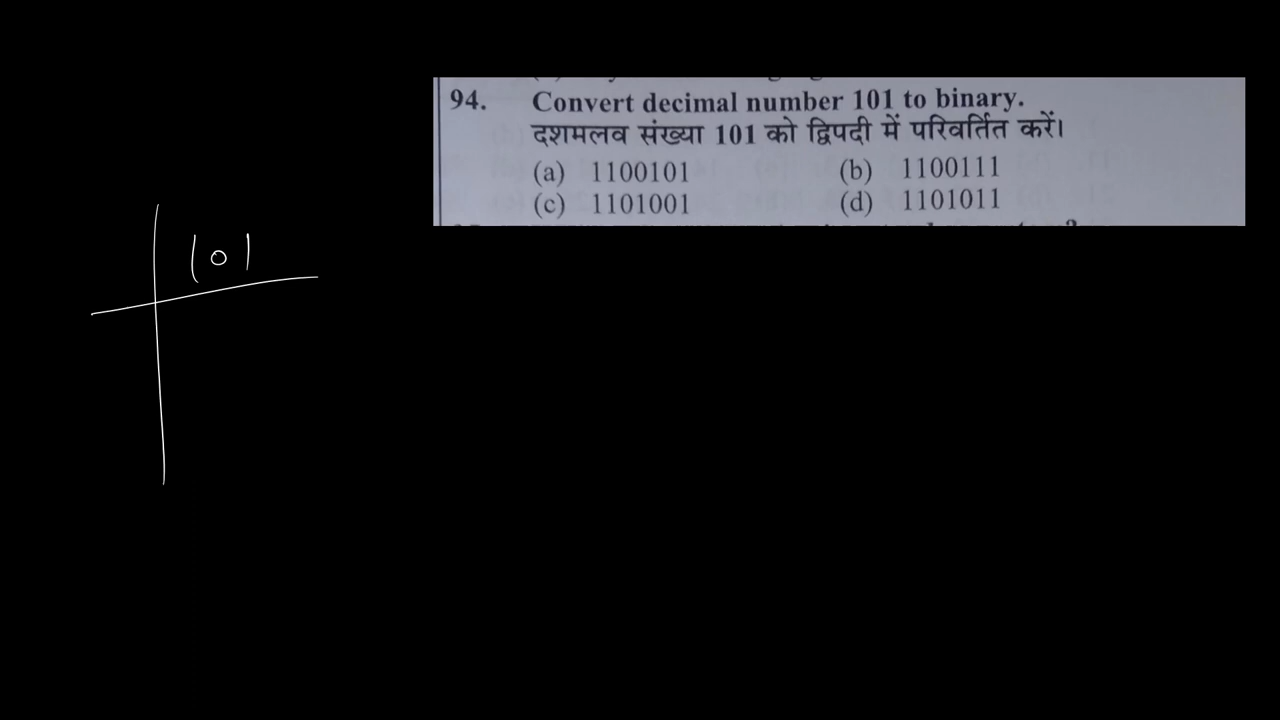 94. Convert decimal number 101 to binary.
दशमलव संख्या 101 को द्विपदी में परिवर्तित करें।
(a) 1100101 (b) 1100111
(c) 1101001 (d) 1101011
101